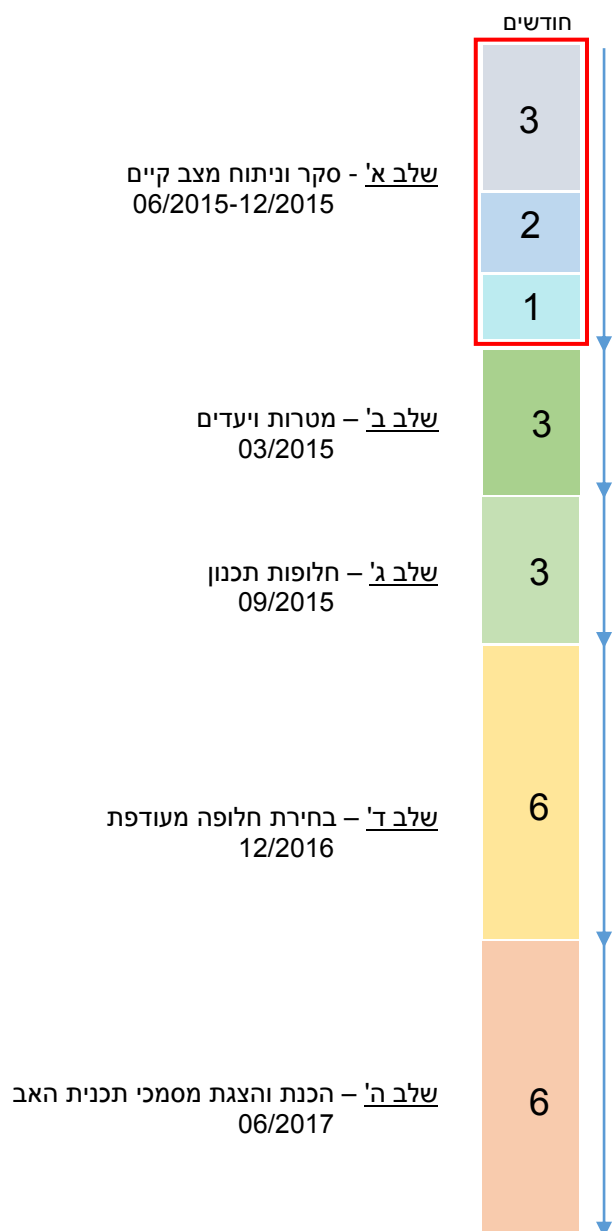 חודשים
3
שלב א' - סקר וניתוח מצב קיים
06/2015-12/2015
2
1
שלב ב' – מטרות ויעדים
03/2015
3
שלב ג' – חלופות תכנון
09/2015
3
שלב ד' – בחירת חלופה מעודפת
12/2016
6
שלב ה' – הכנת והצגת מסמכי תכנית האב
06/2017
6